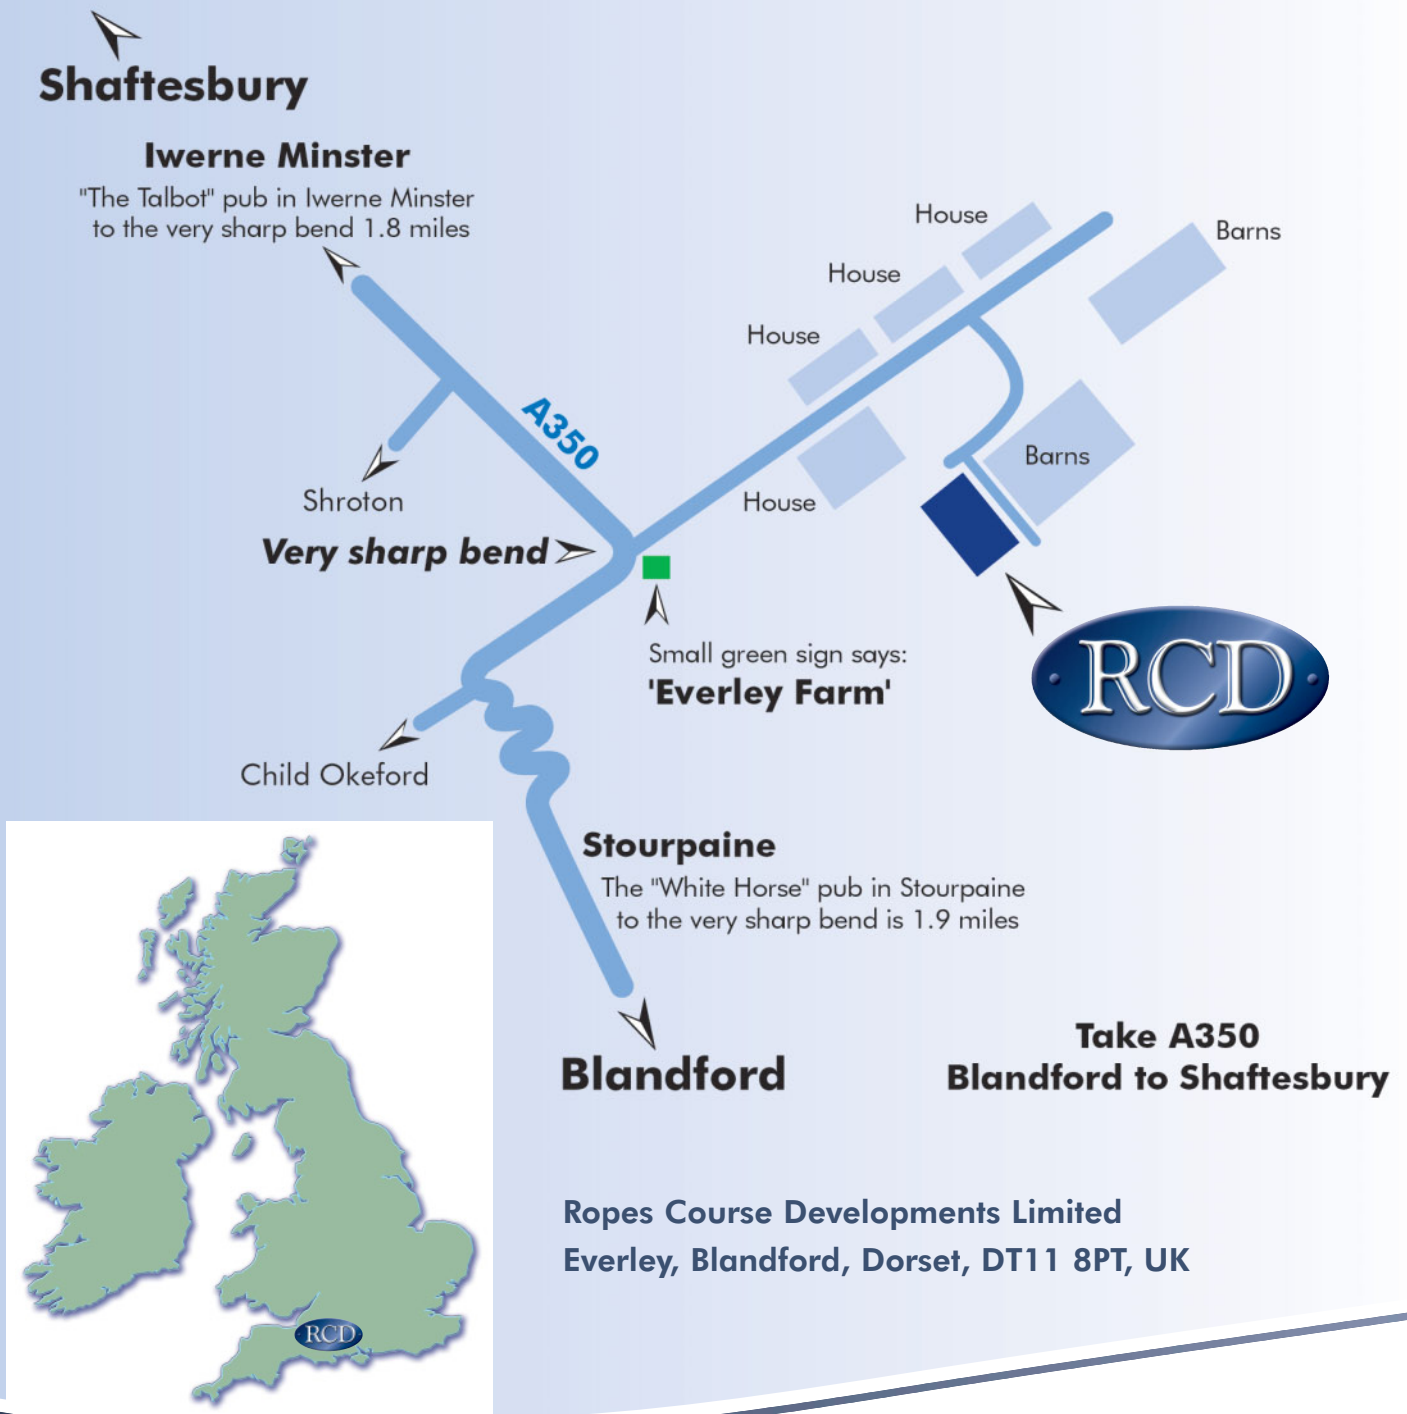 Shaftesbury
Iwerne Minster
"The Talbot" pub in Iwerne Minster
to the very sharp bend 1.8 miles
House
Barns
House
House
A350
Barns
Shroton
House
Very sharp bend
Small green sign says:
'Everley Farm'
RCD
Child Okeford
Stourpaine
The "White Horse" pub in Stourpaine
to the very sharp bend is 1.9 miles
Blandford
Take A350
Blandford to Shaftesbury
Ropes Course Developments Limited
Everley, Blandford, Dorset, DT11 8PT, UK
RCD